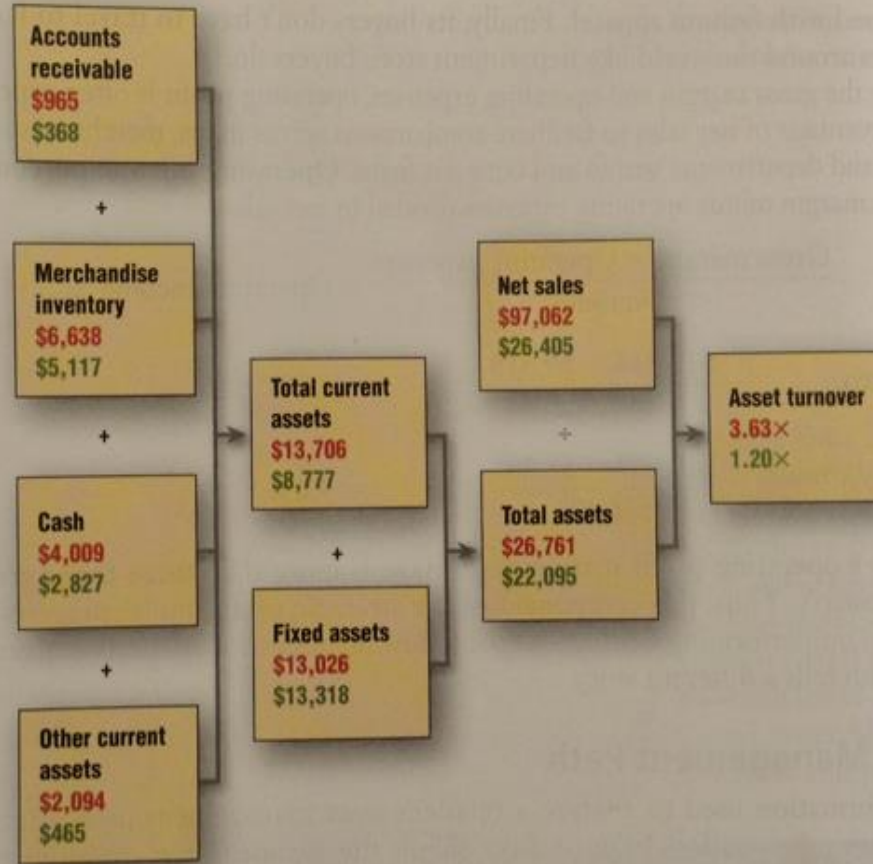 Accounts
receivable
$965
$368
+
Merchandise
inventory
$6,638
$5,117
+
Cash
$4,009
$2,827
+
Other current
assets
$2,094
$465
Total current
assets
$13,706
$8,777
+
Fixed assets
$13,026
$13,318
Net sales
$97,062
$26,405
÷
Total assets
$26,761
$22,095
Asset turnover
3.63×
1.20×